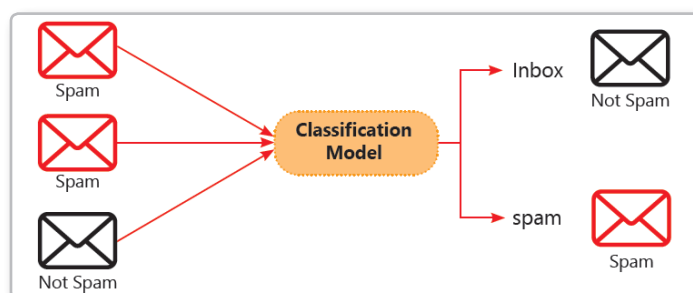 Spam
Spam
Not Spam
Classification
Model
Inbox
Not Spam
spam
Spam